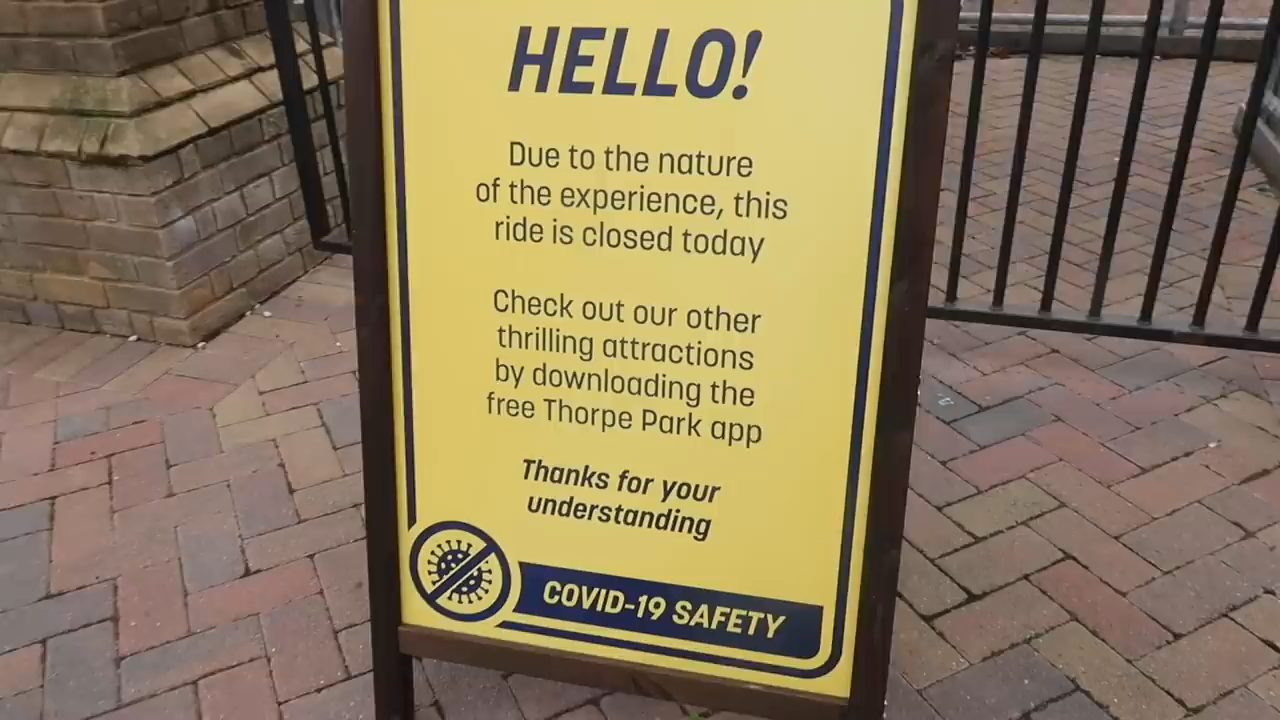 HELLO!
Due to the nature
of the experience, this
ride is closed today
Check out our other
thrilling attractions
by downloading the
free Thorpe Park app
Thanks for your
understanding
COVID-19 SAFETY